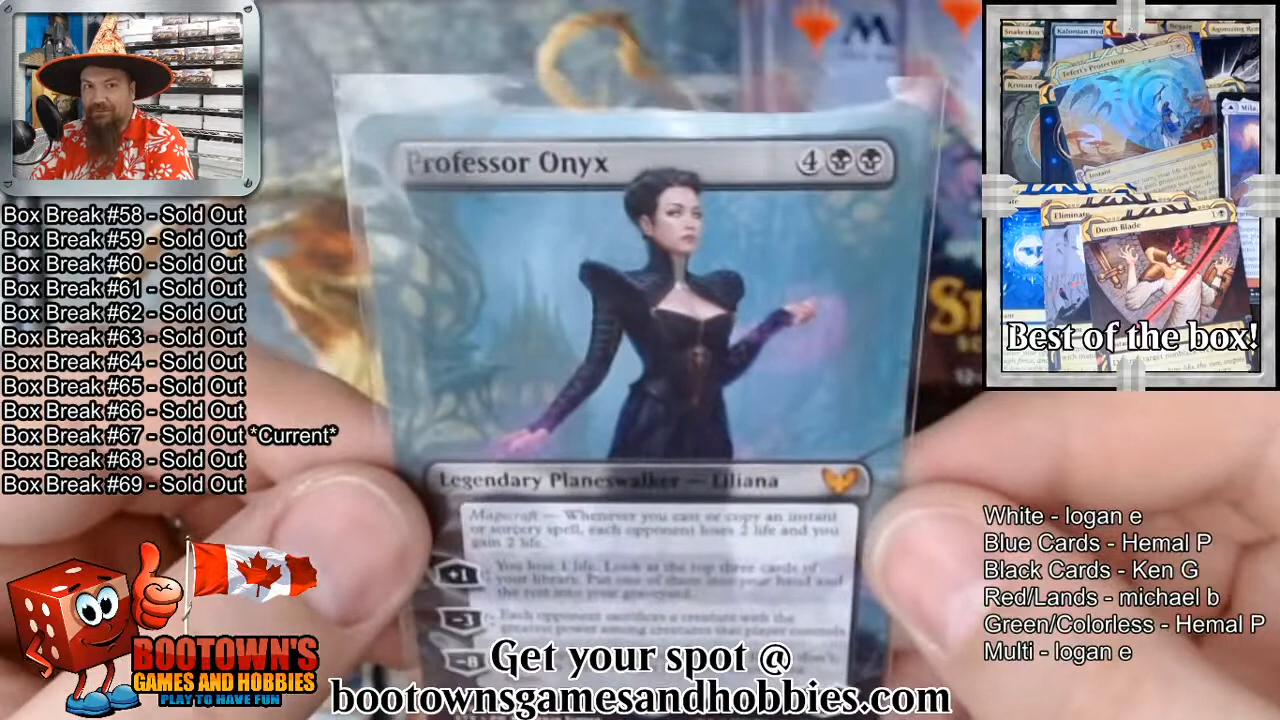 Box Break #58 - Sold Out
Box Break #59 - Sold Out
Box Break #60 - Sold Out
Box Break #61 - Sold Out
Box Break #62 - Sold Out
Box Break #63 - Sold Out
Box Break #64 - Sold Out
Box Break #65 - Sold Out
Box Break #66 - Sold Out
Box Break #67 - Sold Out *Current*
Box Break #68 - Sold Out
Box Break #69 - Sold Out
BOOTOWN'S
GAMES AND HOBBIES
PLAY TO HAVE FUN
M
Professor Onyx 4
Legendary Planeswalker — Liliana
Magecraft — Whenever you cast or copy an instant
or sorcery spell, each opponent loses 2 life and you
gain 2 life.
+1 You lose 1 life. Look at the top three cards of
your library. Put one of them into your hand and
the rest into your graveyard.
-3 Each opponent sacrifices a creature with the
-8
Get your spot @
bootownsgamesandhobbies.com
Teferi's Protection
Instant
Mila,
Eliminate
Doom Blade 1
Best of the box!
White - logan e
Blue Cards - Hemal P
Black Cards - Ken G
Red/Lands - michael b
Green/Colorless - Hemal P
Multi - logan e